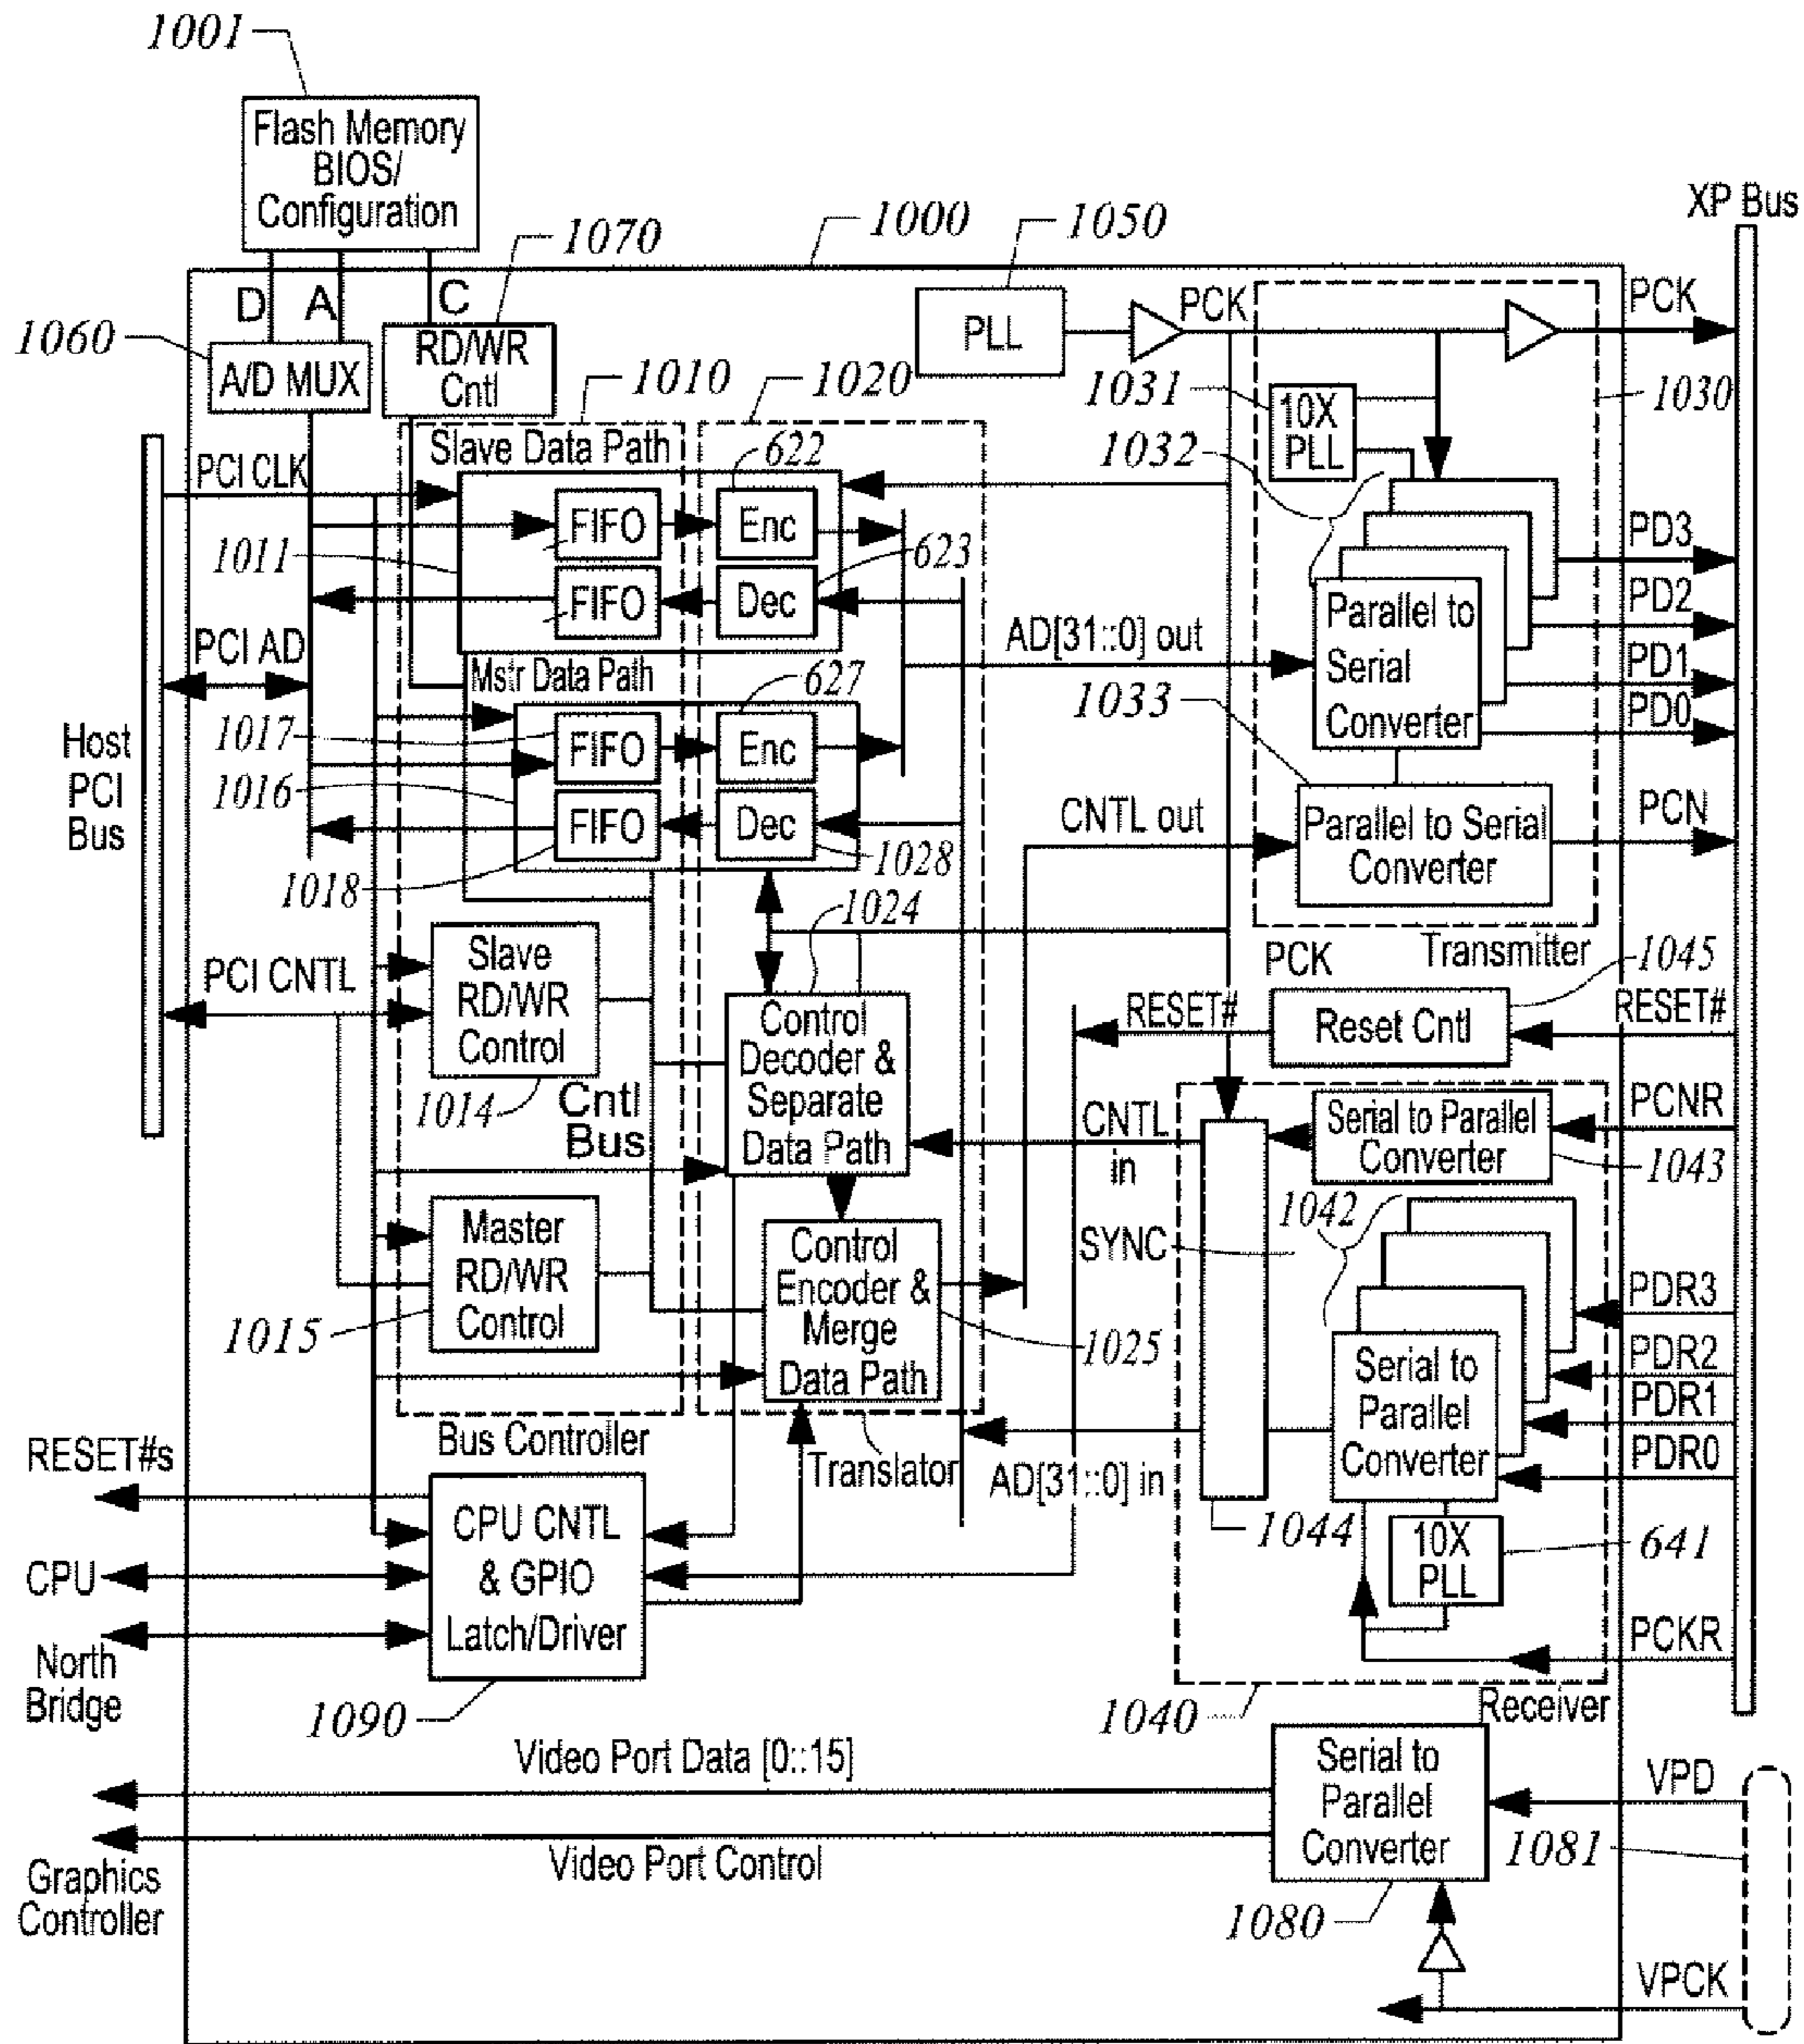 1001
Flash Memory
BIOS/
Configuration
1070
1000
1050
XP Bus
D
A
C
1060
A/D MUX
RD/WR
Cntl
PLL
PCK
PCK
1010
1020
1031
10X
PLL
1030
Slave Data Path
622
1032
PCI CLK
FIFO
Enc
1011
623
FIFO
Dec
PD3
PD2
PD1
PD0
Parallel to
Serial
Converter
AD[31::0] out
PCI AD
Mstr Data Path
627
1033
Host
PCI
Bus
1017
FIFO
Enc
1016
FIFO
Dec
CNTL out
Parallel to Serial
Converter
PCN
1018
1028
1024
PCK
Transmitter
1045
PCI CNTL
Slave
RD/WR
Control
Control
Decoder &
Separate
Data Path
RESET#
Reset Cntl
RESET#
1014
Cntl
Bus
CNTL
in
Serial to Parallel
Converter
PCNR
1043
Master
RD/WR
Control
Control
Encoder &
Merge
Data Path
SYNC
1042
1015
1025
PDR3
PDR2
PDR1
PDR0
Serial to
Parallel
Converter
Bus Controller
Translator
AD[31::0] in
1044
RESET#s
CPU CNTL
& GPIO
Latch/Driver
10X
PLL
641
CPU
North
Bridge
PCKR
1090
1040
Receiver
Video Port Data [0::15]
Serial to
Parallel
Converter
VPD
Video Port Control
1081
Graphics
Controller
1080
VPCK